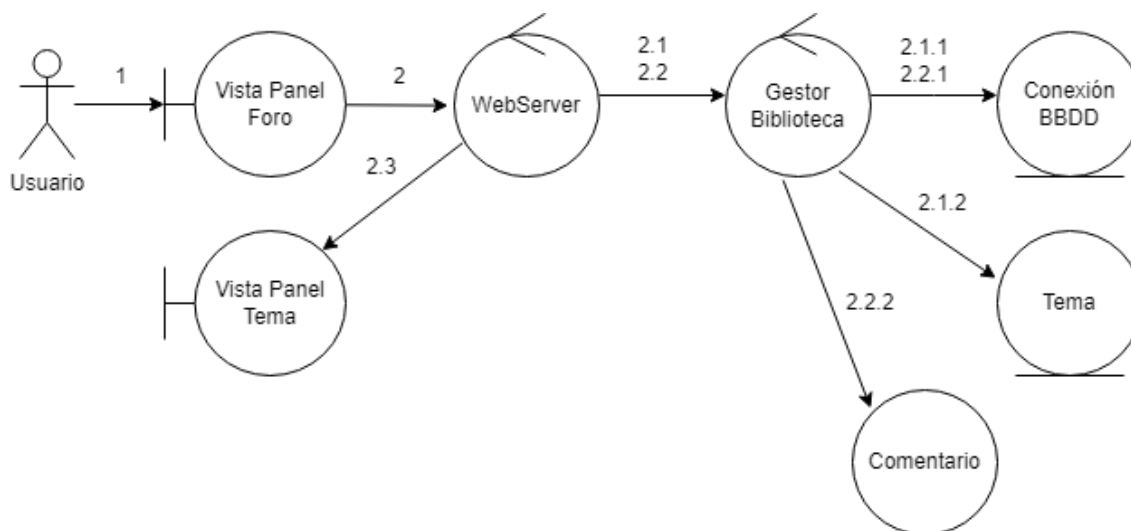 1
Vista Panel
Foro
2
WebServer
2.1
2.2
Gestor
Biblioteca
2.1.1
2.2.1
Conexión
BBDD
Usuario
2.3
2.1.2
Vista Panel
Tema
2.2.2
Tema
Comentario